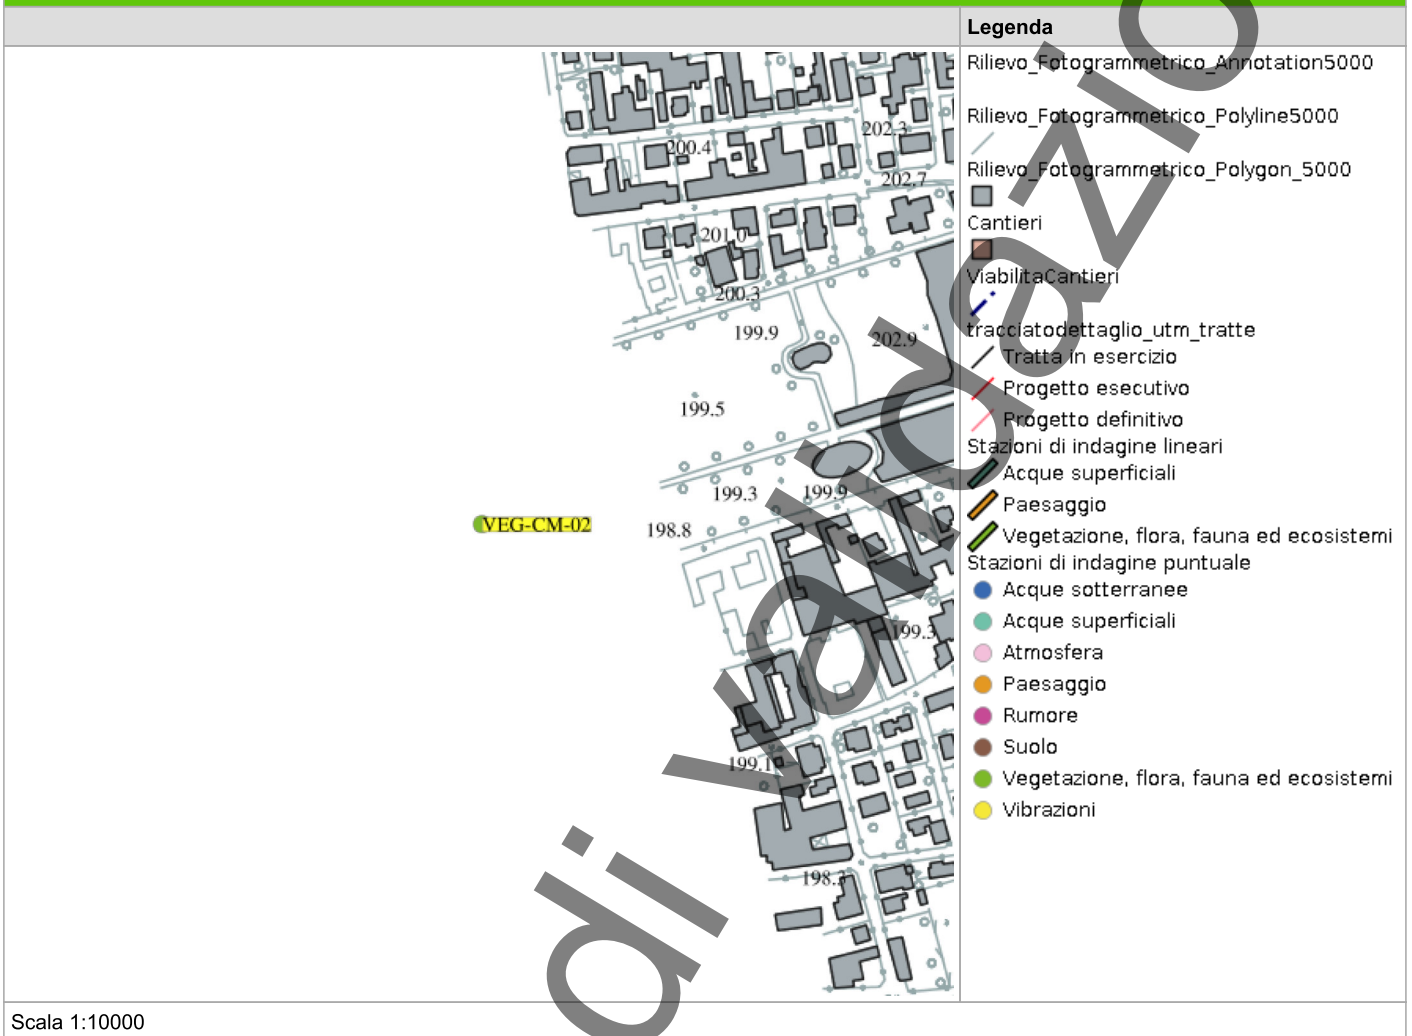 Legenda
Rilievo_Fotogrammetrico_Annotation5000
Rilievo_Fotogrammetrico_Polyline5000
Rilievo_Fotogrammetrico_Polygon_5000
Cantieri
ViabilitaCantieri
tracciatodettaglio_utm_tratte
Tratta in esercizio
Progetto esecutivo
Progetto definitivo
Stazioni di indagine lineari
Acque superficiali
Paesaggio
Vegetazione, flora, fauna ed ecosistemi
Stazioni di indagine puntuale
Acque sotterranee
Acque superficiali
Atmosfera
Paesaggio
Rumore
Suolo
Vegetazione, flora, fauna ed ecosistemi
Vibrazioni
202.3
200.4
202.7
201.0
200.3
199.9
202.9
199.5
199.3
199.9
VEG-CM-02
198.8
199.3
199.1
198.
di Validazio
Scala 1:10000